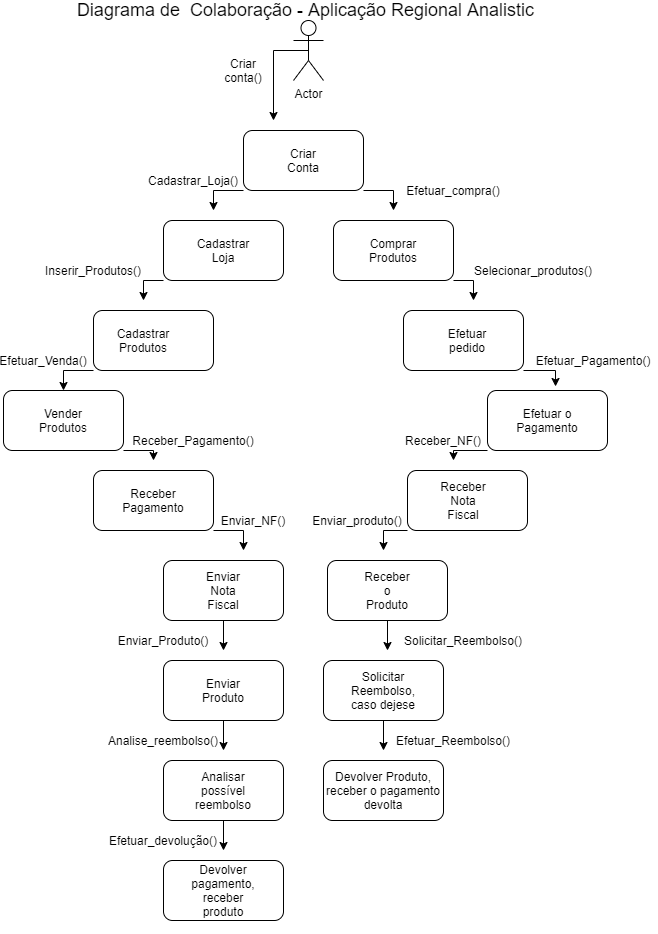 Diagrama de  Colaboração - Aplicação Regional Analistic
Criar
conta()
Actor
Criar
Conta
Cadastrar_Loja()
Efetuar_compra()
Cadastrar
Loja
Comprar
Produtos
Inserir_Produtos()
Selecionar_produtos()
Cadastrar
Produtos
Efetuar
pedido
Efetuar_Venda()
Efetuar_Pagamento()
Vender
Produtos
Efetuar o
Pagamento
Receber_Pagamento()
Receber_NF()
Receber
Pagamento
Receber
Nota
Fiscal
Enviar_NF()
Enviar_produto()
Enviar
Nota
Fiscal
Receber
o
Produto
Enviar_Produto()
Solicitar_Reembolso()
Enviar
Produto
Solicitar
Reembolso,
caso dejese
Analise_reembolso()
Efetuar_Reembolso()
Analisar
possível
reembolso
Devolver Produto,
receber o pagamento
devolta
Efetuar_devolução()
Devolver
pagamento,
receber
produto